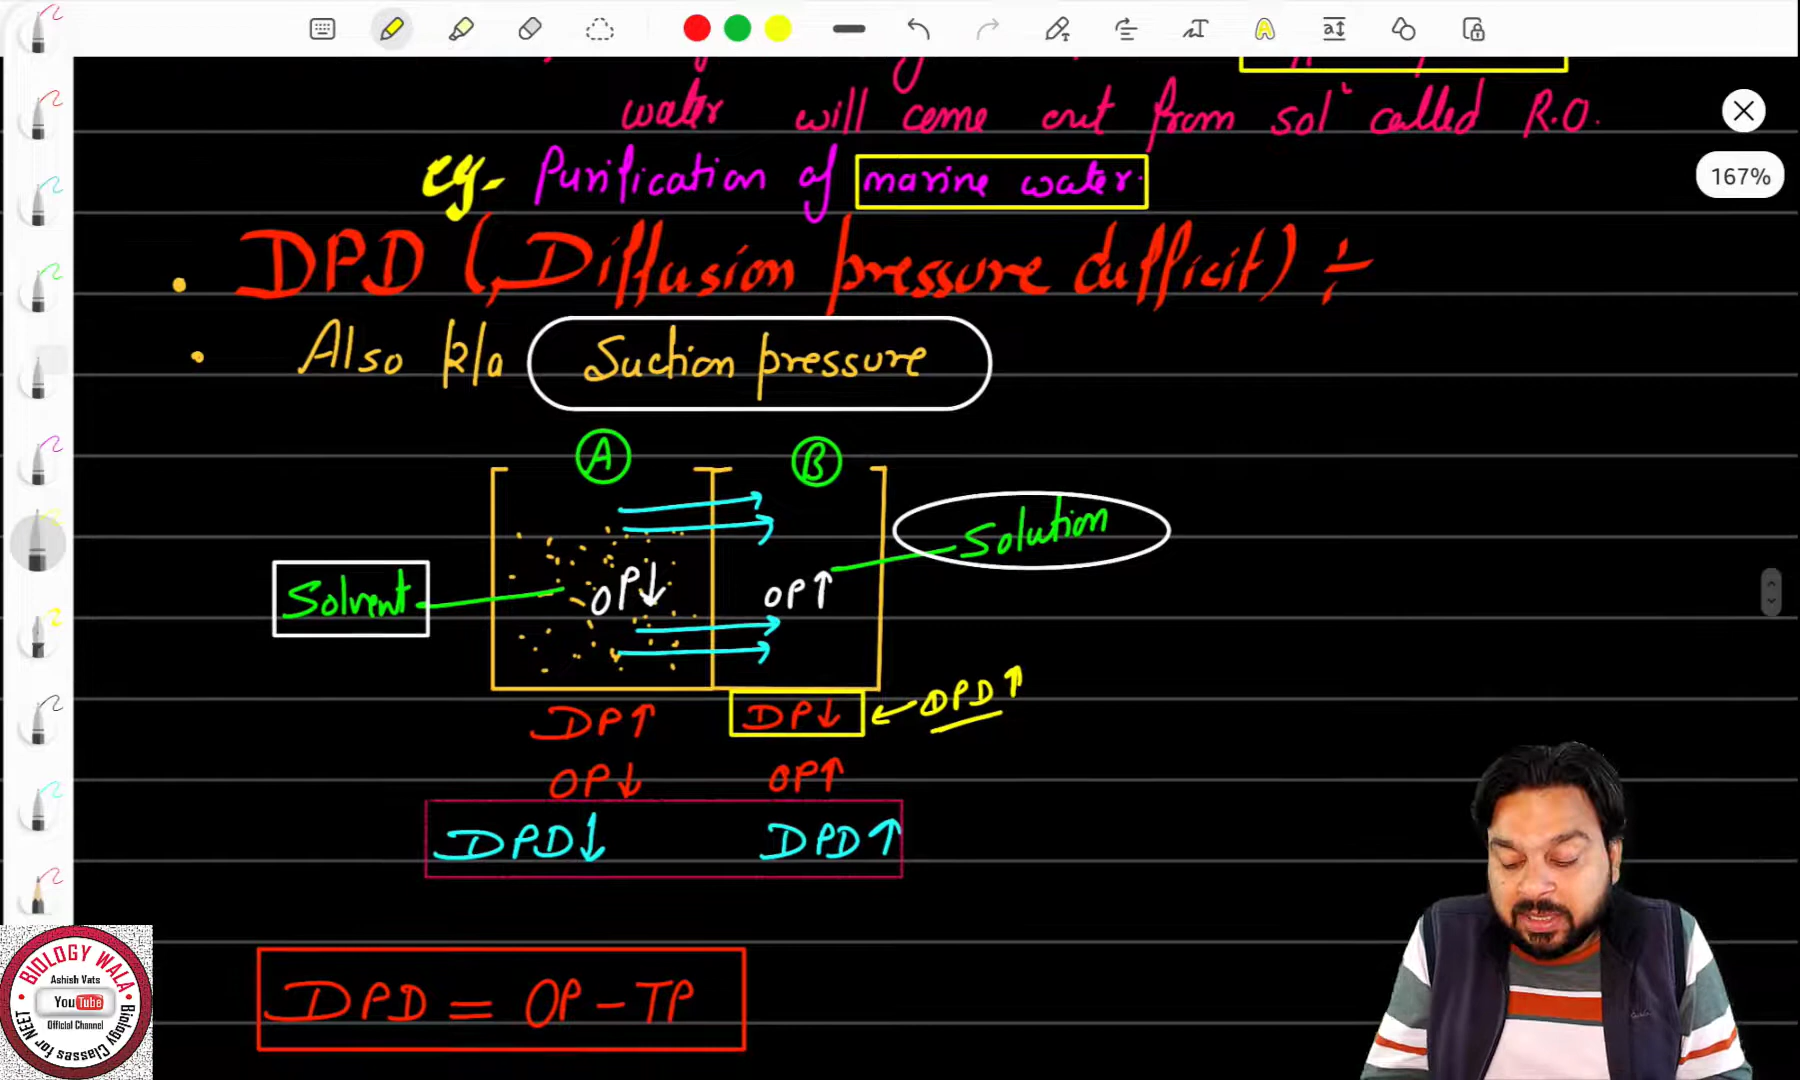 water will come out from sol^n called R.O.
167%
eg. Purification of marine water.
• DPD (Diffusion pressure dufficit) ÷
• Also k/a Suction pressure
A B
Solution
Solvent
OP↓ OP↑
DP↑ DP↓ ← DPD↑
OP↓ OP↑
DPD↓ DPD↑
DPD = OP - TP
BIOLOGY WALA
Ashish Vats
YouTube
Official Channel
Biology Classes for NEET